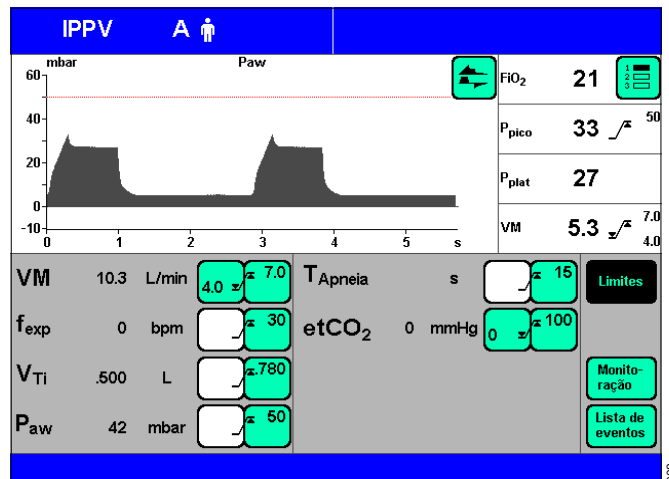 IPPV A
mbar Paw
60
40
20
0
-10
0 1 2 3 4 5 s
FiO2 21 1 2 3
Ppico 33 50
Pplat 27
VM 5.3 7.0 4.0
VM 10.3 L/min 4.0 7.0
fexp 0 bpm 30
VTi .500 L .780
Paw 42 mbar 50
TApneia s 15
etCO2 0 mmHg 0 100
Limites
Monito-
ração
Lista de
eventos